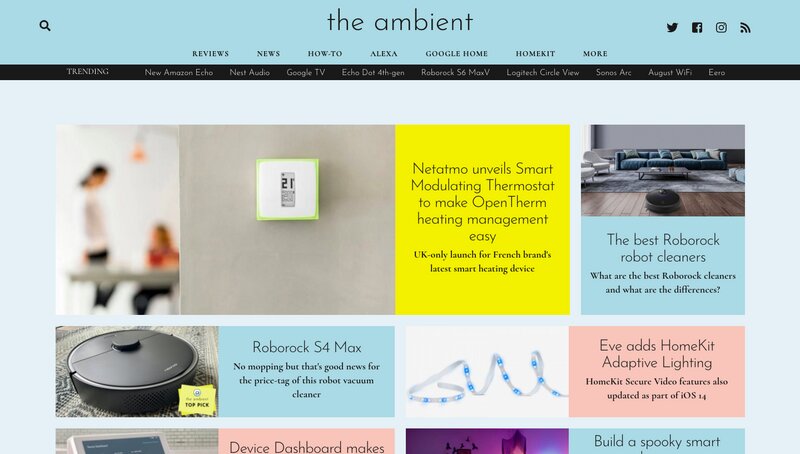 the ambient
REVIEWS NEWS HOW-TO ALEXA GOOGLE HOME HOMEKIT MORE
TRENDING New Amazon Echo Nest Audio Google TV Echo Dot 4th-gen Roborock S6 MaxV Logitech Circle View Sonos Arc August WiFi Eero
21
Netatmo unveils Smart
Modulating Thermostat
to make OpenTherm
heating management
easy
UK-only launch for French brand's
latest smart heating device
The best Roborock
robot cleaners
What are the best Roborock cleaners
and what are the differences?
the ambient
TOP PICK
Roborock S4 Max
No mopping but that's good news for
the price-tag of this robot vacuum
cleaner
Eve adds HomeKit
Adaptive Lighting
HomeKit Secure Video features also
updated as part of iOS 14
Device Dashboard makes
Build a spooky smart